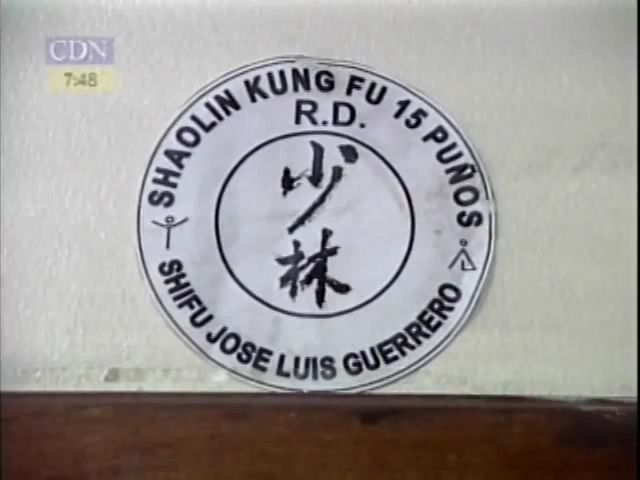 CDN
7:48
SHAOLIN KUNG FU 15 PUÑOS
R.D.
少
林
SHIFU JOSE LUIS GUERRERO